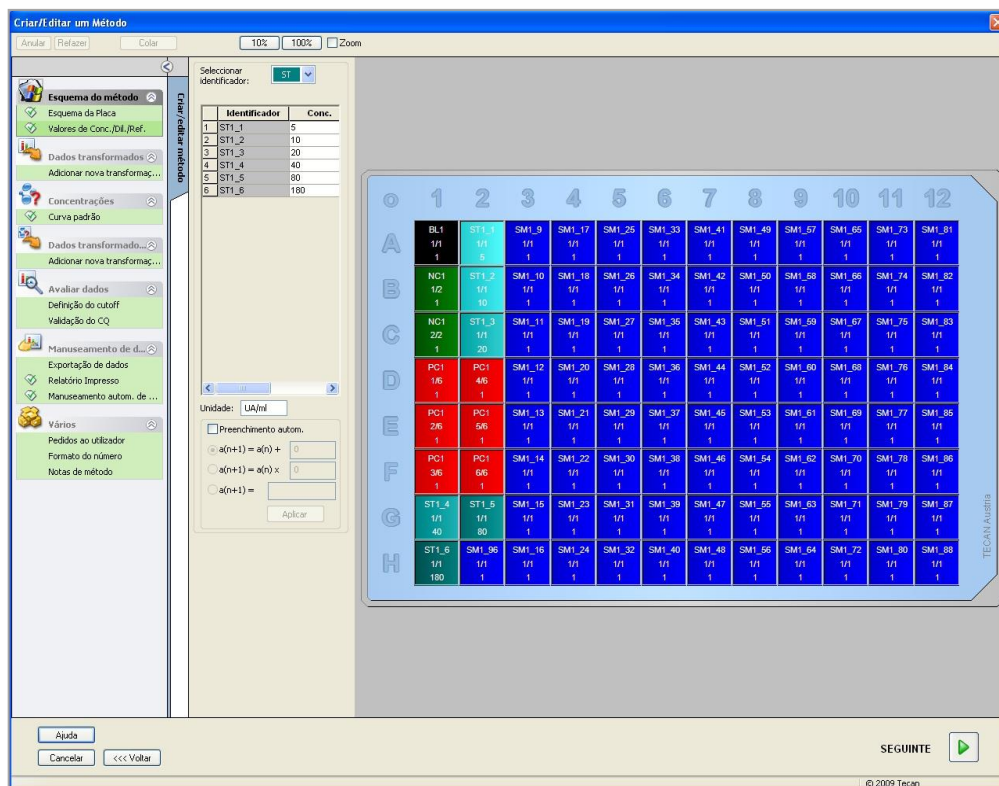 Criar/Editar um Método
Anular Refazer Colar 10% 100% Zoom
Esquema do método
Esquema da Placa
Valores de Conc./Dil./Ref.
Dados transformados
Adicionar nova transformaç...
Concentrações
Curva padrão
Dados transformado...
Adicionar nova transformaç...
Avaliar dados
Definição do cutoff
Validação do CQ
Manuseamento de d...
Exportação de dados
Relatório Impresso
Manuseamento autom. de ...
Vários
Pedidos ao utilizador
Formato do número
Notas de método
Criar/editar método
Seleccionar
identificador: ST
Identificador Conc.
1 ST1_1 5
2 ST1_2 10
3 ST1_3 20
4 ST1_4 40
5 ST1_5 80
6 ST1_6 180
Unidade: UA/ml
Preenchimento autom.
a(n+1) = a(n) + 0
a(n+1) = a(n) x 0
a(n+1) =
Aplicar
1 2 3 4 5 6 7 8 9 10 11 12
A
BL1 ST1_1 SM1_9 SM1_17 SM1_25 SM1_33 SM1_41 SM1_49 SM1_57 SM1_65 SM1_73 SM1_81
1/1 1/1 1/1 1/1 1/1 1/1 1/1 1/1 1/1 1/1 1/1 1/1
1 5 1 1 1 1 1 1 1 1 1 1
B
NC1 ST1_2 SM1_10 SM1_18 SM1_26 SM1_34 SM1_42 SM1_50 SM1_58 SM1_66 SM1_74 SM1_82
1/2 1/1 1/1 1/1 1/1 1/1 1/1 1/1 1/1 1/1 1/1 1/1
1 10 1 1 1 1 1 1 1 1 1 1
C
NC1 ST1_3 SM1_11 SM1_19 SM1_27 SM1_35 SM1_43 SM1_51 SM1_59 SM1_67 SM1_75 SM1_83
2/2 1/1 1/1 1/1 1/1 1/1 1/1 1/1 1/1 1/1 1/1 1/1
1 20 1 1 1 1 1 1 1 1 1 1
D
PC1 PC1 SM1_12 SM1_20 SM1_28 SM1_36 SM1_44 SM1_52 SM1_60 SM1_68 SM1_76 SM1_84
1/6 4/6 1/1 1/1 1/1 1/1 1/1 1/1 1/1 1/1 1/1 1/1
1 1 1 1 1 1 1 1 1 1 1 1
E
PC1 PC1 SM1_13 SM1_21 SM1_29 SM1_37 SM1_45 SM1_53 SM1_61 SM1_69 SM1_77 SM1_85
2/6 5/6 1/1 1/1 1/1 1/1 1/1 1/1 1/1 1/1 1/1 1/1
1 1 1 1 1 1 1 1 1 1 1 1
F
PC1 PC1 SM1_14 SM1_22 SM1_30 SM1_38 SM1_46 SM1_54 SM1_62 SM1_70 SM1_78 SM1_86
3/6 6/6 1/1 1/1 1/1 1/1 1/1 1/1 1/1 1/1 1/1 1/1
1 1 1 1 1 1 1 1 1 1 1 1
G
ST1_4 ST1_5 SM1_15 SM1_23 SM1_31 SM1_39 SM1_47 SM1_55 SM1_63 SM1_71 SM1_79 SM1_87
1/1 1/1 1/1 1/1 1/1 1/1 1/1 1/1 1/1 1/1 1/1 1/1
40 80 1 1 1 1 1 1 1 1 1 1
H
ST1_6 SM1_96 SM1_16 SM1_24 SM1_32 SM1_40 SM1_48 SM1_56 SM1_64 SM1_72 SM1_80 SM1_88
1/1 1/1 1/1 1/1 1/1 1/1 1/1 1/1 1/1 1/1 1/1 1/1
180 1 1 1 1 1 1 1 1 1 1 1
TECAN Austria
Ajuda
Cancelar <<< Voltar
SEGUINTE
© 2009 Tecan